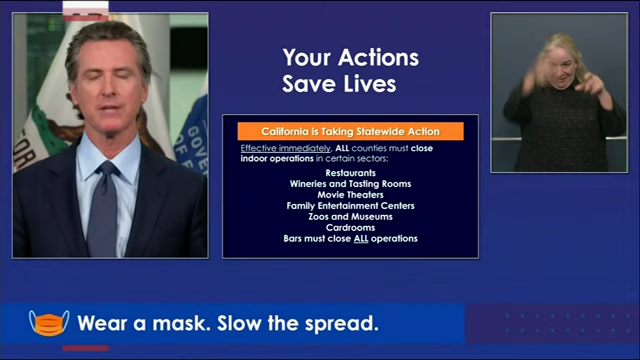 Your Actions
Save Lives
California is Taking Statewide Action
Effective immediately, ALL counties must close
indoor operations in certain sectors:
Restaurants
Wineries and Tasting Rooms
Movie Theaters
Family Entertainment Centers
Zoos and Museums
Cardrooms
Bars must close ALL operations
Wear a mask. Slow the spread.